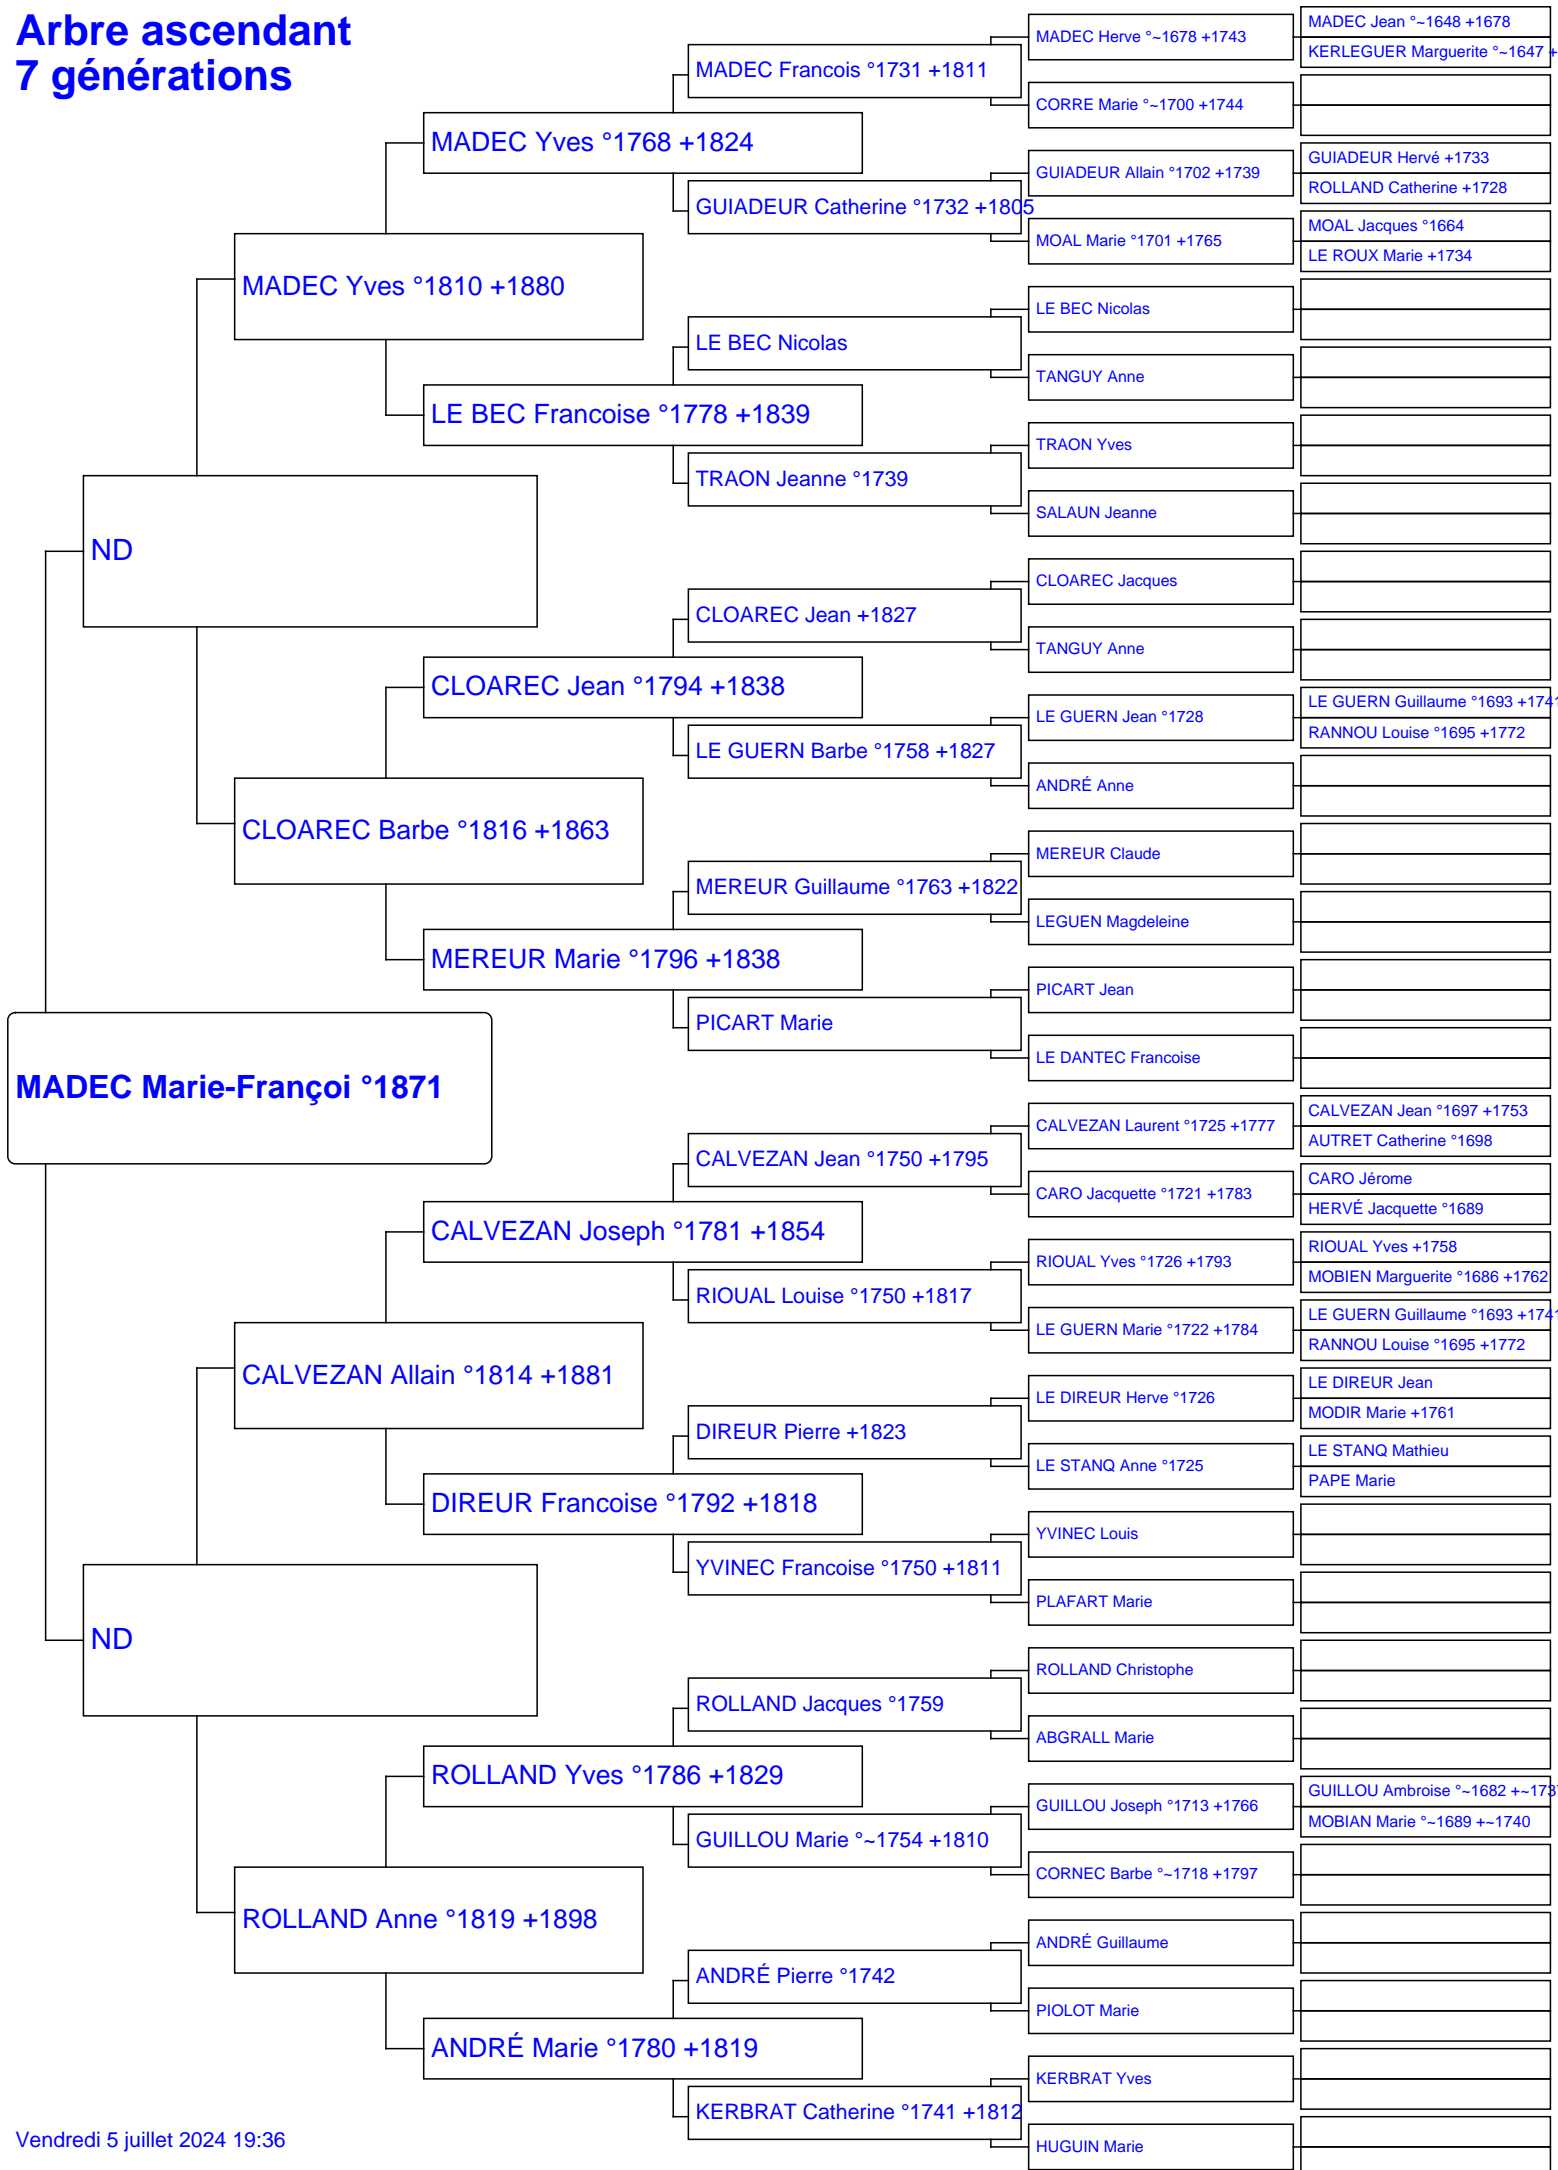 Arbre ascendant
7 générations
MADEC Marie-Françoi °1871
ND
ND
MADEC Yves °1810 +1880
CLOAREC Barbe °1816 +1863
CALVEZAN Allain °1814 +1881
ROLLAND Anne °1819 +1898
MADEC Yves °1768 +1824
LE BEC Francoise °1778 +1839
CLOAREC Jean °1794 +1838
MEREUR Marie °1796 +1838
CALVEZAN Joseph °1781 +1854
DIREUR Francoise °1792 +1818
ROLLAND Yves °1786 +1829
ANDRÉ Marie °1780 +1819
MADEC Francois °1731 +1811
GUIADEUR Catherine °1732 +1805
LE BEC Nicolas
TRAON Jeanne °1739
CLOAREC Jean +1827
LE GUERN Barbe °1758 +1827
MEREUR Guillaume °1763 +1822
PICART Marie
CALVEZAN Jean °1750 +1795
RIOUAL Louise °1750 +1817
DIREUR Pierre +1823
YVINEC Francoise °1750 +1811
ROLLAND Jacques °1759
GUILLOU Marie °~1754 +1810
ANDRÉ Pierre °1742
KERBRAT Catherine °1741 +1812
MADEC Herve °~1678 +1743
CORRE Marie °~1700 +1744
GUIADEUR Allain °1702 +1739
MOAL Marie °1701 +1765
LE BEC Nicolas
TANGUY Anne
TRAON Yves
SALAUN Jeanne
CLOAREC Jacques
TANGUY Anne
LE GUERN Jean °1728
ANDRÉ Anne
MEREUR Claude
LEGUEN Magdeleine
PICART Jean
LE DANTEC Francoise
CALVEZAN Laurent °1725 +1777
CARO Jacquette °1721 +1783
RIOUAL Yves °1726 +1793
LE GUERN Marie °1722 +1784
LE DIREUR Herve °1726
LE STANQ Anne °1725
YVINEC Louis
PLAFART Marie
ROLLAND Christophe
ABGRALL Marie
GUILLOU Joseph °1713 +1766
CORNEC Barbe °~1718 +1797
ANDRÉ Guillaume
PIOLOT Marie
KERBRAT Yves
HUGUIN Marie
MADEC Jean °~1648 +1678
KERLEGUER Marguerite °~1647 +
GUIADEUR Hervé +1733
ROLLAND Catherine +1728
MOAL Jacques °1664
LE ROUX Marie +1734
LE GUERN Guillaume °1693 +1741
RANNOU Louise °1695 +1772
CALVEZAN Jean °1697 +1753
AUTRET Catherine °1698
CARO Jérome
HERVÉ Jacquette °1689
RIOUAL Yves +1758
MOBIEN Marguerite °1686 +1762
LE GUERN Guillaume °1693 +1741
RANNOU Louise °1695 +1772
LE DIREUR Jean
MODIR Marie +1761
LE STANQ Mathieu
PAPE Marie
GUILLOU Ambroise °~1682 +~173
MOBIAN Marie °~1689 +~1740
Vendredi 5 juillet 2024 19:36